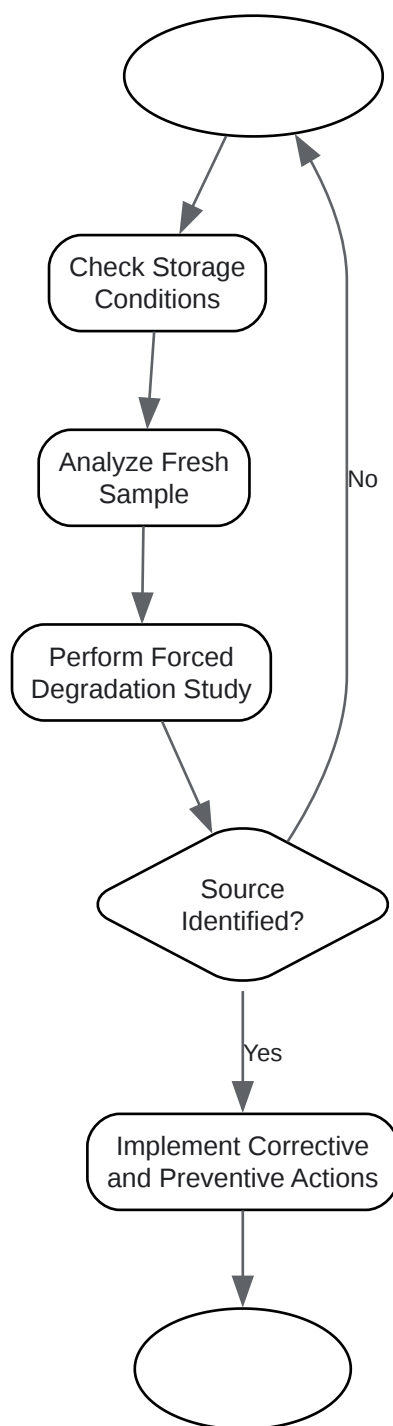 Check Storage
Conditions
Analyze Fresh
Sample
No
Perform Forced
Degradation Study
Source
Identified?
Yes
Implement Corrective
and Preventive Actions